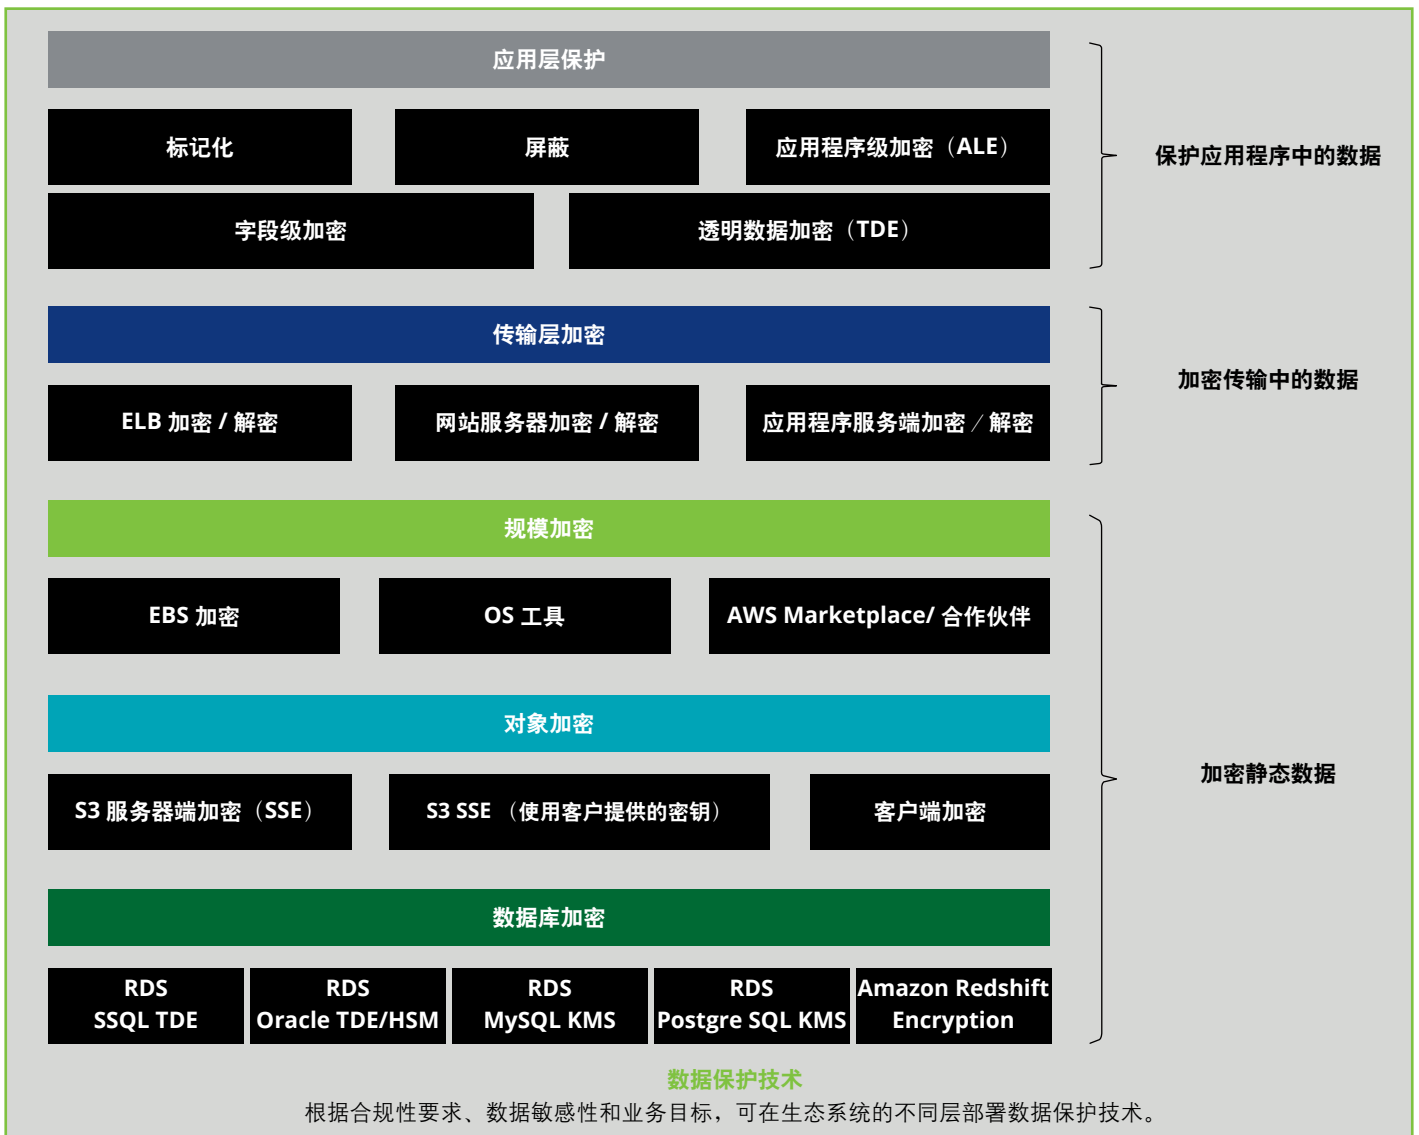 应用层保护
标记化
屏蔽
应用程序级加密（ALE）
字段级加密
透明数据加密（TDE）
保护应用程序中的数据
传输层加密
ELB 加密 / 解密
网站服务器加密 / 解密
应用程序服务端加密 / 解密
加密传输中的数据
规模加密
EBS 加密
OS 工具
AWS Marketplace/ 合作伙伴
对象加密
S3 服务器端加密（SSE）
S3 SSE （使用客户提供的密钥）
客户端加密
加密静态数据
数据库加密
RDS
SSQL TDE
RDS
Oracle TDE/HSM
RDS
MySQL KMS
RDS
Postgre SQL KMS
Amazon Redshift
Encryption
数据保护技术
根据合规性要求、数据敏感性和业务目标，可在生态系统的不同层部署数据保护技术。